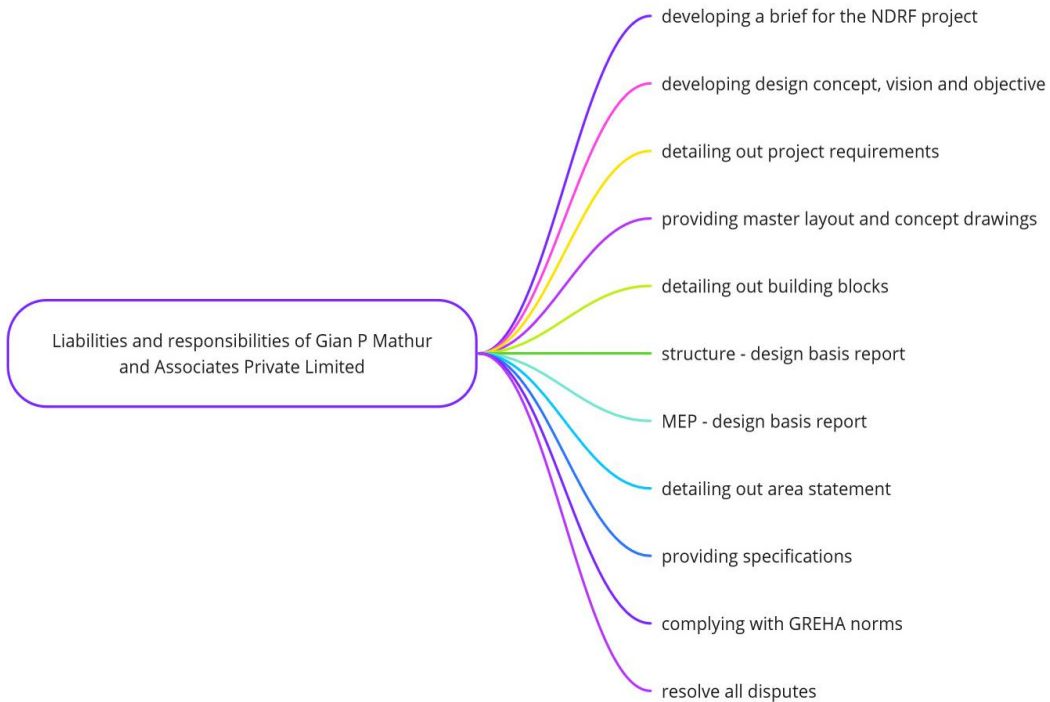 developing a brief for the NDRF project
developing design concept, vision and objective
detailing out project requirements
providing master layout and concept drawings
detailing out building blocks
Liabilities and responsibilities of Gian P Mathur
and Associates Private Limited
structure - design basis report
MEP - design basis report
detailing out area statement
providing specifications
complying with GREHA norms
resolve all disputes